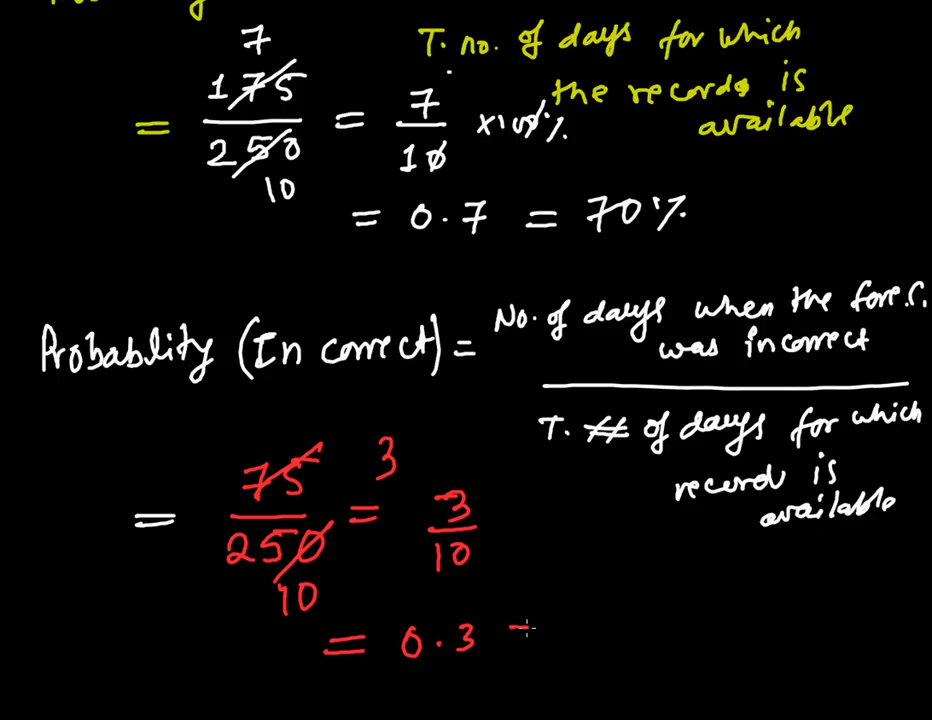 7
T. no. of days for which
175
the records is
= 250 = 7/10 x100%
available
10
= 0.7 = 70%
No. of days when the fore.c.
Probablity (In correct) =
was incorrect
T. # of days for which
record is
available
3
= 75/250 = 3/10
10
= 0.3